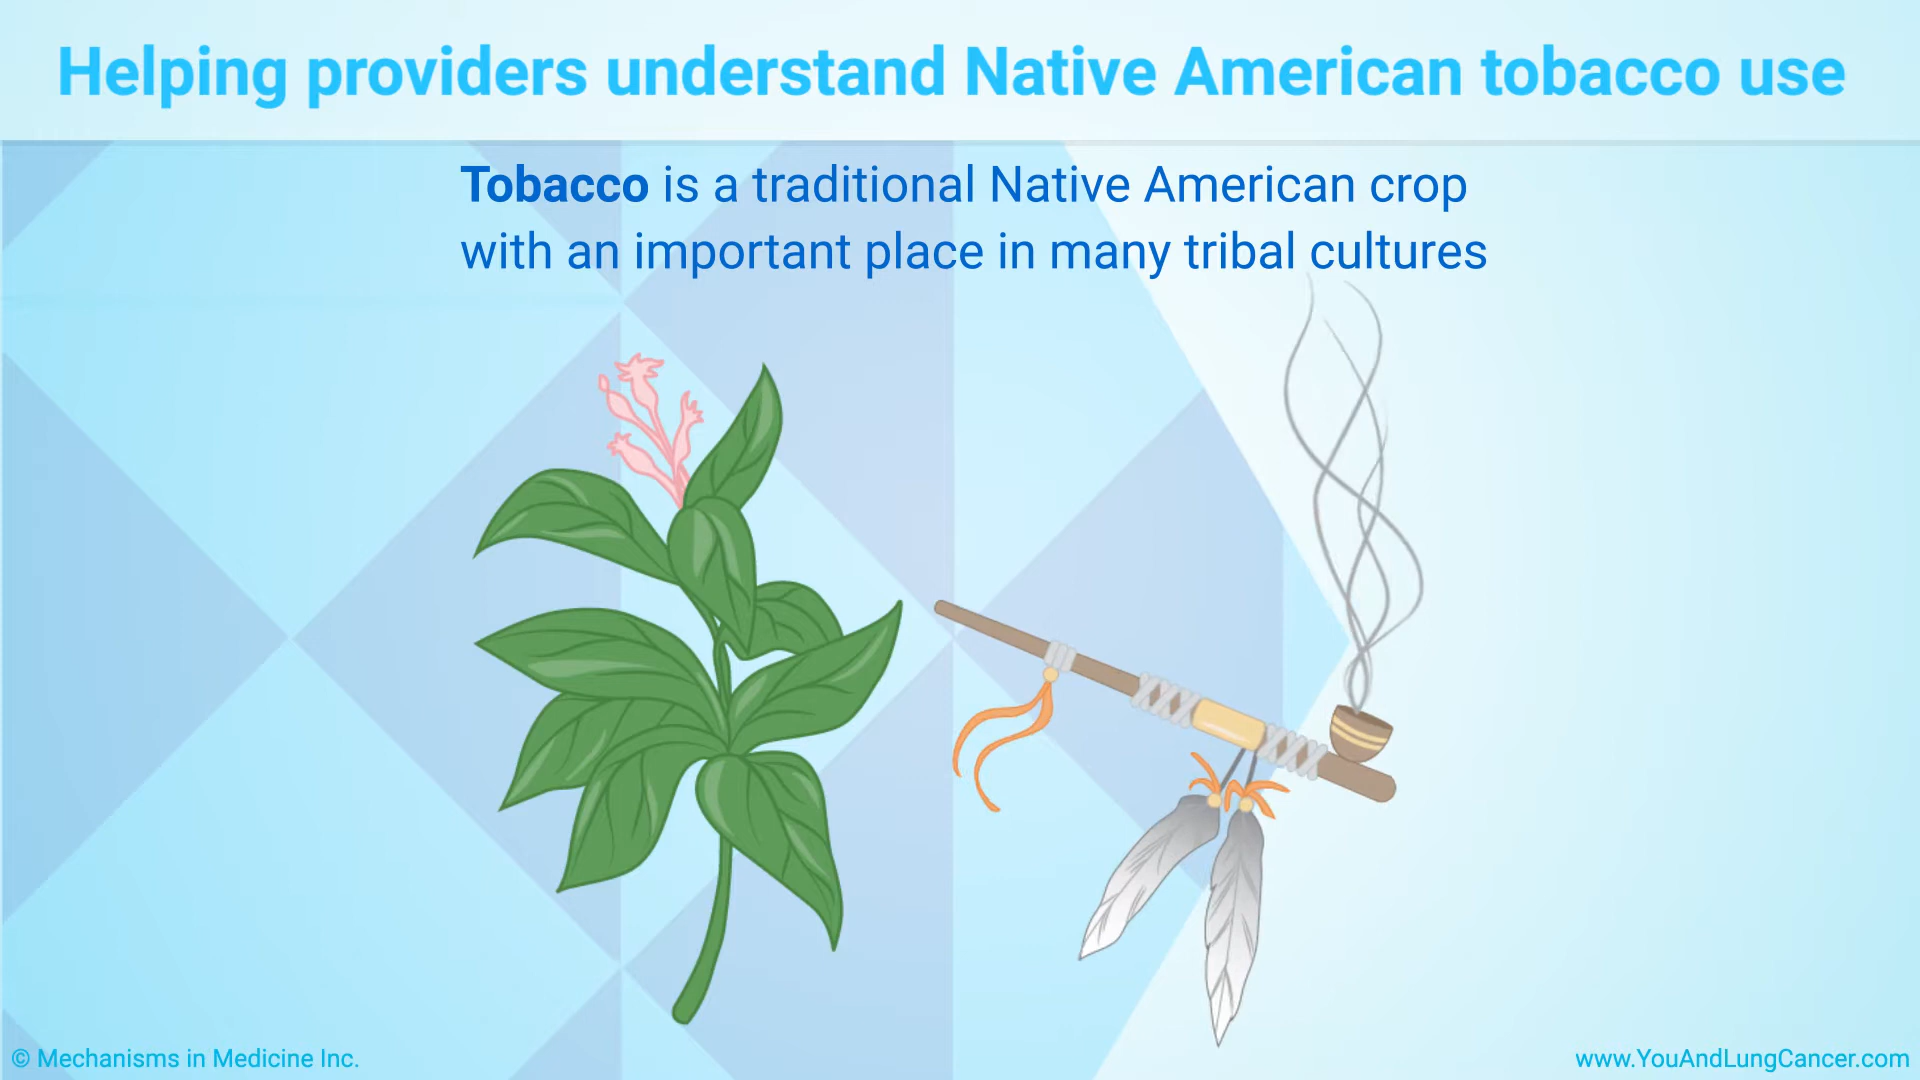 Helping providers understand Native American tobacco use
Tobacco is a traditional Native American crop
with an important place in many tribal cultures
© Mechanisms in Medicine Inc.
www.YouAndLungCancer.com